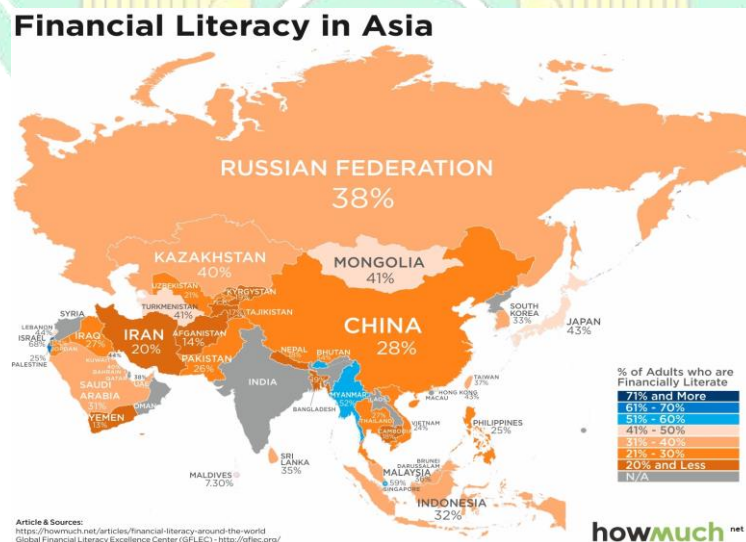 Financial Literacy in Asia
RUSSIAN FEDERATION
38%
KAZAKHSTAN
40%
MONGOLIA
41%
UZBEKISTAN
21%
KYRGYSTAN
TURKMENISTAN
41%
TAJIKISTAN
SOUTH
KOREA
33%
JAPAN
43%
LEBANON
44%
SYRIA
ISRAEL
68%
IRAQ
27%
IRAN
20%
AFGANISTAN
14%
CHINA
28%
25%
PALESTINE
PAKISTAN
26%
NEPAL
BHUTAN
SAUDI
ARABIA
31%
UAE
OMAN
YEMEN
13%
INDIA
BANGLADESH
MYANMAR
52%
TAIWAN
37%
HONG KONG
43%
MACAU
THAILAND
27%
VIETNAM
24%
PHILIPPINES
25%
SRI
LANKA
35%
MALDIVES
7.30%
BRUNEI
DARUSSALAM
MALAYSIA
36%
59%
SINGAPORE
INDONESIA
32%
% of Adults who are
Financially Literate
71% and More
61% - 70%
51% - 60%
41% - 50%
31% - 40%
21% - 30%
20% and Less
N/A
Article & Sources:
https://howmuch.net/articles/financial-literacy-around-the-world
Global Financial Literacy Excellence Center (GFLEC) - http://gflec.org/
howmuch net